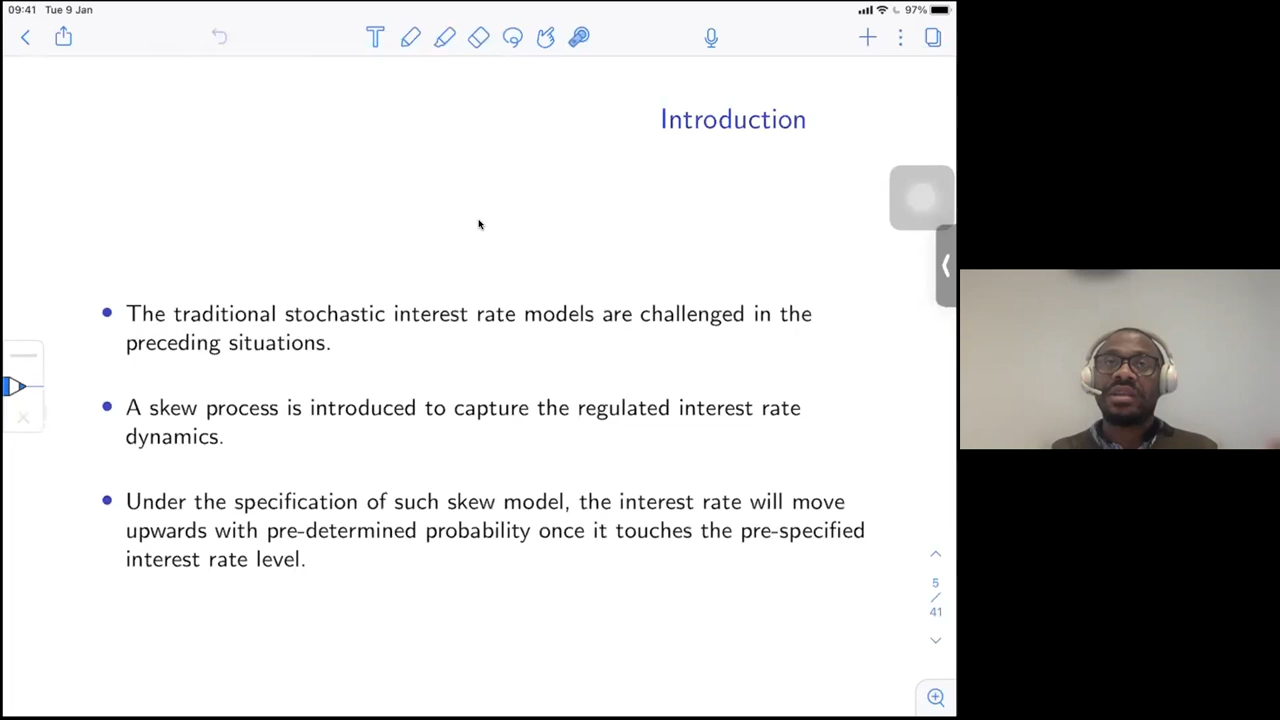 09:41 Tue 9 Jan
97%
Introduction
• The traditional stochastic interest rate models are challenged in the
preceding situations.
• A skew process is introduced to capture the regulated interest rate
dynamics.
• Under the specification of such skew model, the interest rate will move
upwards with pre-determined probability once it touches the pre-specified
interest rate level.
5
/
41